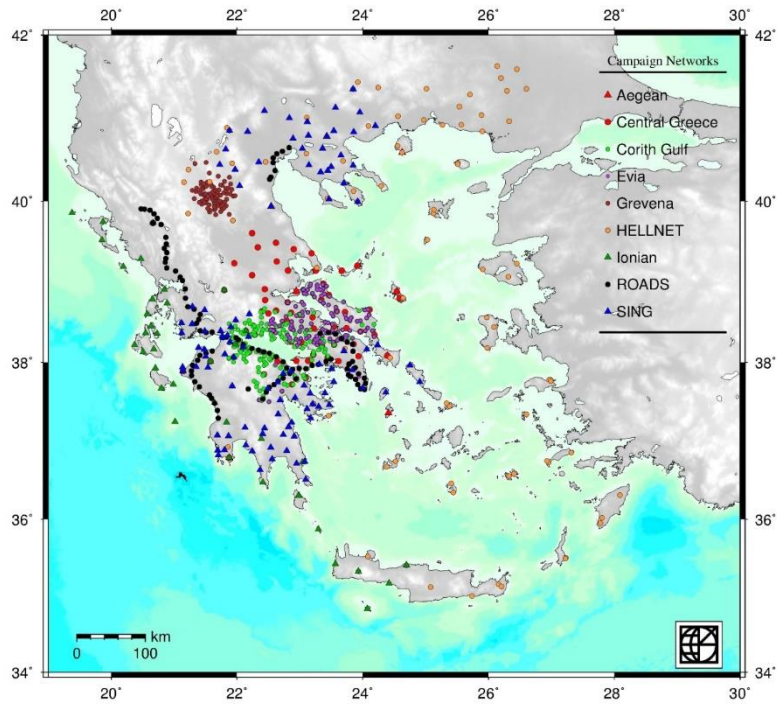 20˚ 22˚ 24˚ 26˚ 28˚ 30˚
42˚ 42˚
Campaign Networks
Aegean
Central Greece
Corith Gulf
Evia
Grevena
HELLNET
Ionian
ROADS
SING
40˚ 40˚
38˚ 38˚
36˚ 36˚
km
0 100
34˚ 34˚
20˚ 22˚ 24˚ 26˚ 28˚ 30˚